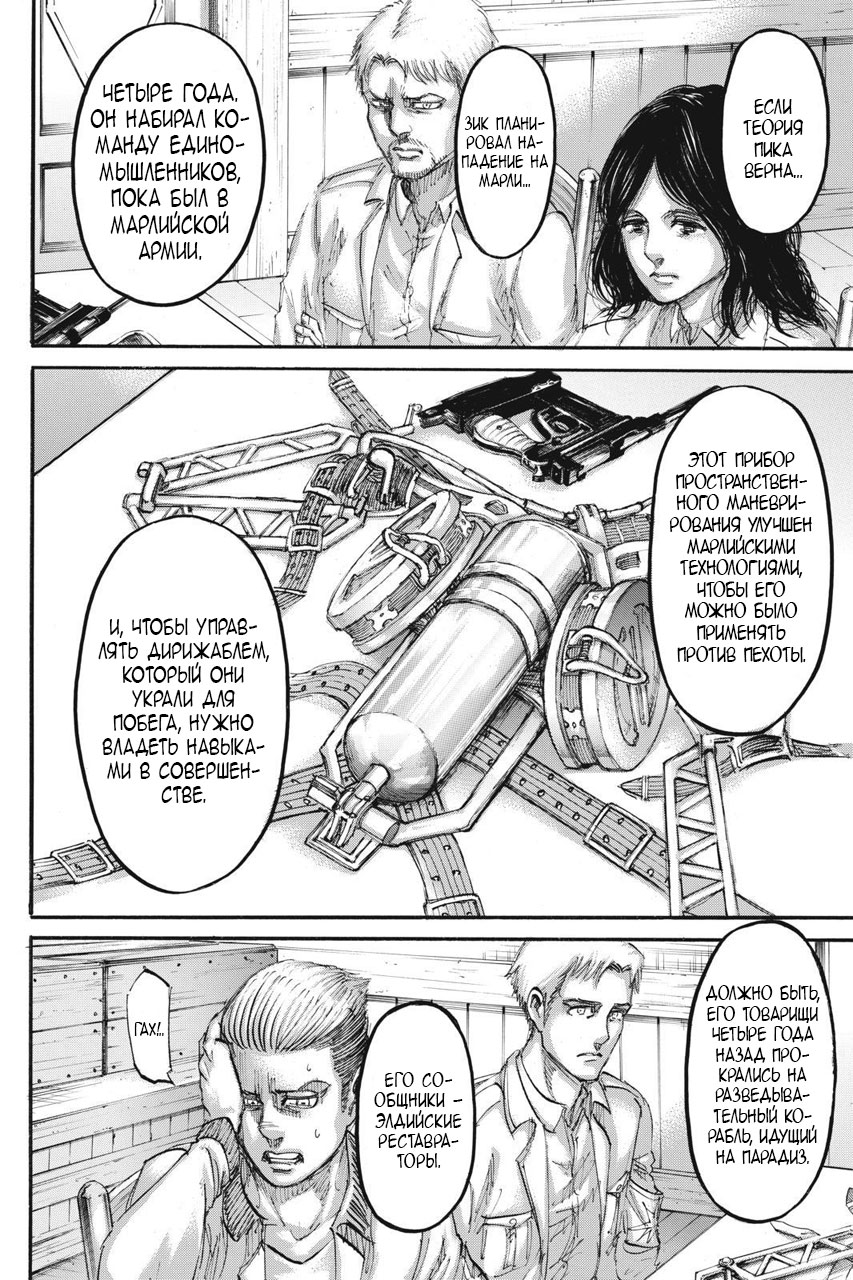 ЕСЛИ
ТЕОРИЯ
ПИКА
ВЕРНА...
ЗИК ПЛАНИ-
РОВАЛ НА-
ПАДЕНИЕ НА
МАРЛИ...
ЧЕТЫРЕ ГОДА.
ОН НАБИРАЛ КО-
МАНДУ ЕДИНО-
МЫШЛЕННИКОВ,
ПОКА БЫЛ В
МАРЛИЙСКОЙ
АРМИИ.
ЭТОТ ПРИБОР
ПРОСТРАНСТВЕН-
НОГО МАНЕВРИ-
РОВАНИЯ УЛУЧШЕН
МАРЛИЙСКИМИ
ТЕХНОЛОГИЯМИ,
ЧТОБЫ ЕГО
МОЖНО БЫЛО
ПРИМЕНЯТЬ
ПРОТИВ ПЕХОТЫ.
И, ЧТОБЫ УПРАВ-
ЛЯТЬ ДИРИЖАБЛЕМ,
КОТОРЫЙ ОНИ
УКРАЛИ ДЛЯ
ПОБЕГА, НУЖНО
ВЛАДЕТЬ НАВЫКА-
МИ В СОВЕРШЕН-
СТВЕ.
ДОЛЖНО БЫТЬ,
ЕГО ТОВАРИЩИ
ЧЕТЫРЕ ГОДА
НАЗАД ПРО-
КРАЛИСЬ НА
РАЗВЕДЫВА-
ТЕЛЬНЫЙ КО-
РАБЛЬ, ИДУЩИЙ
НА ПАРАДИЗ.
ЕГО СО-
ОБЩНИКИ –
ЭЛДИЙСКИЕ
РЕСТАВРА-
ТОРЫ.
ГАХ!..